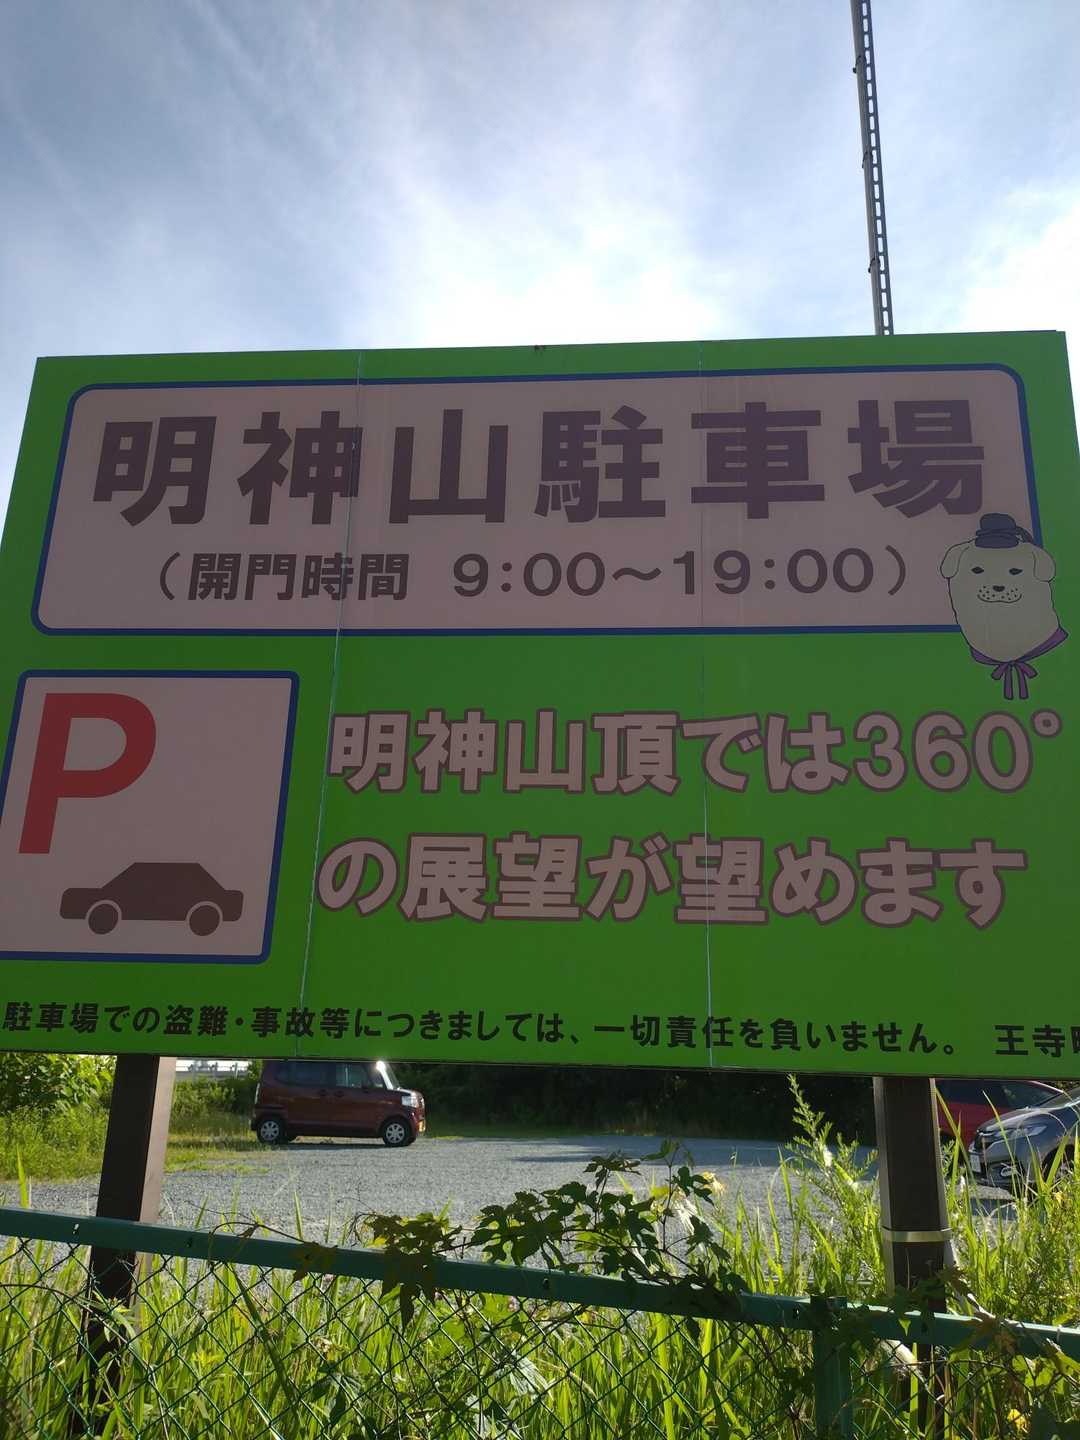 明神山駐車場
（開門時間 9:00～19:00）
P
明神山頂では360°
の展望が望めます
駐車場での盗難・事故等につきましては、一切責任を負いません。 王寺町